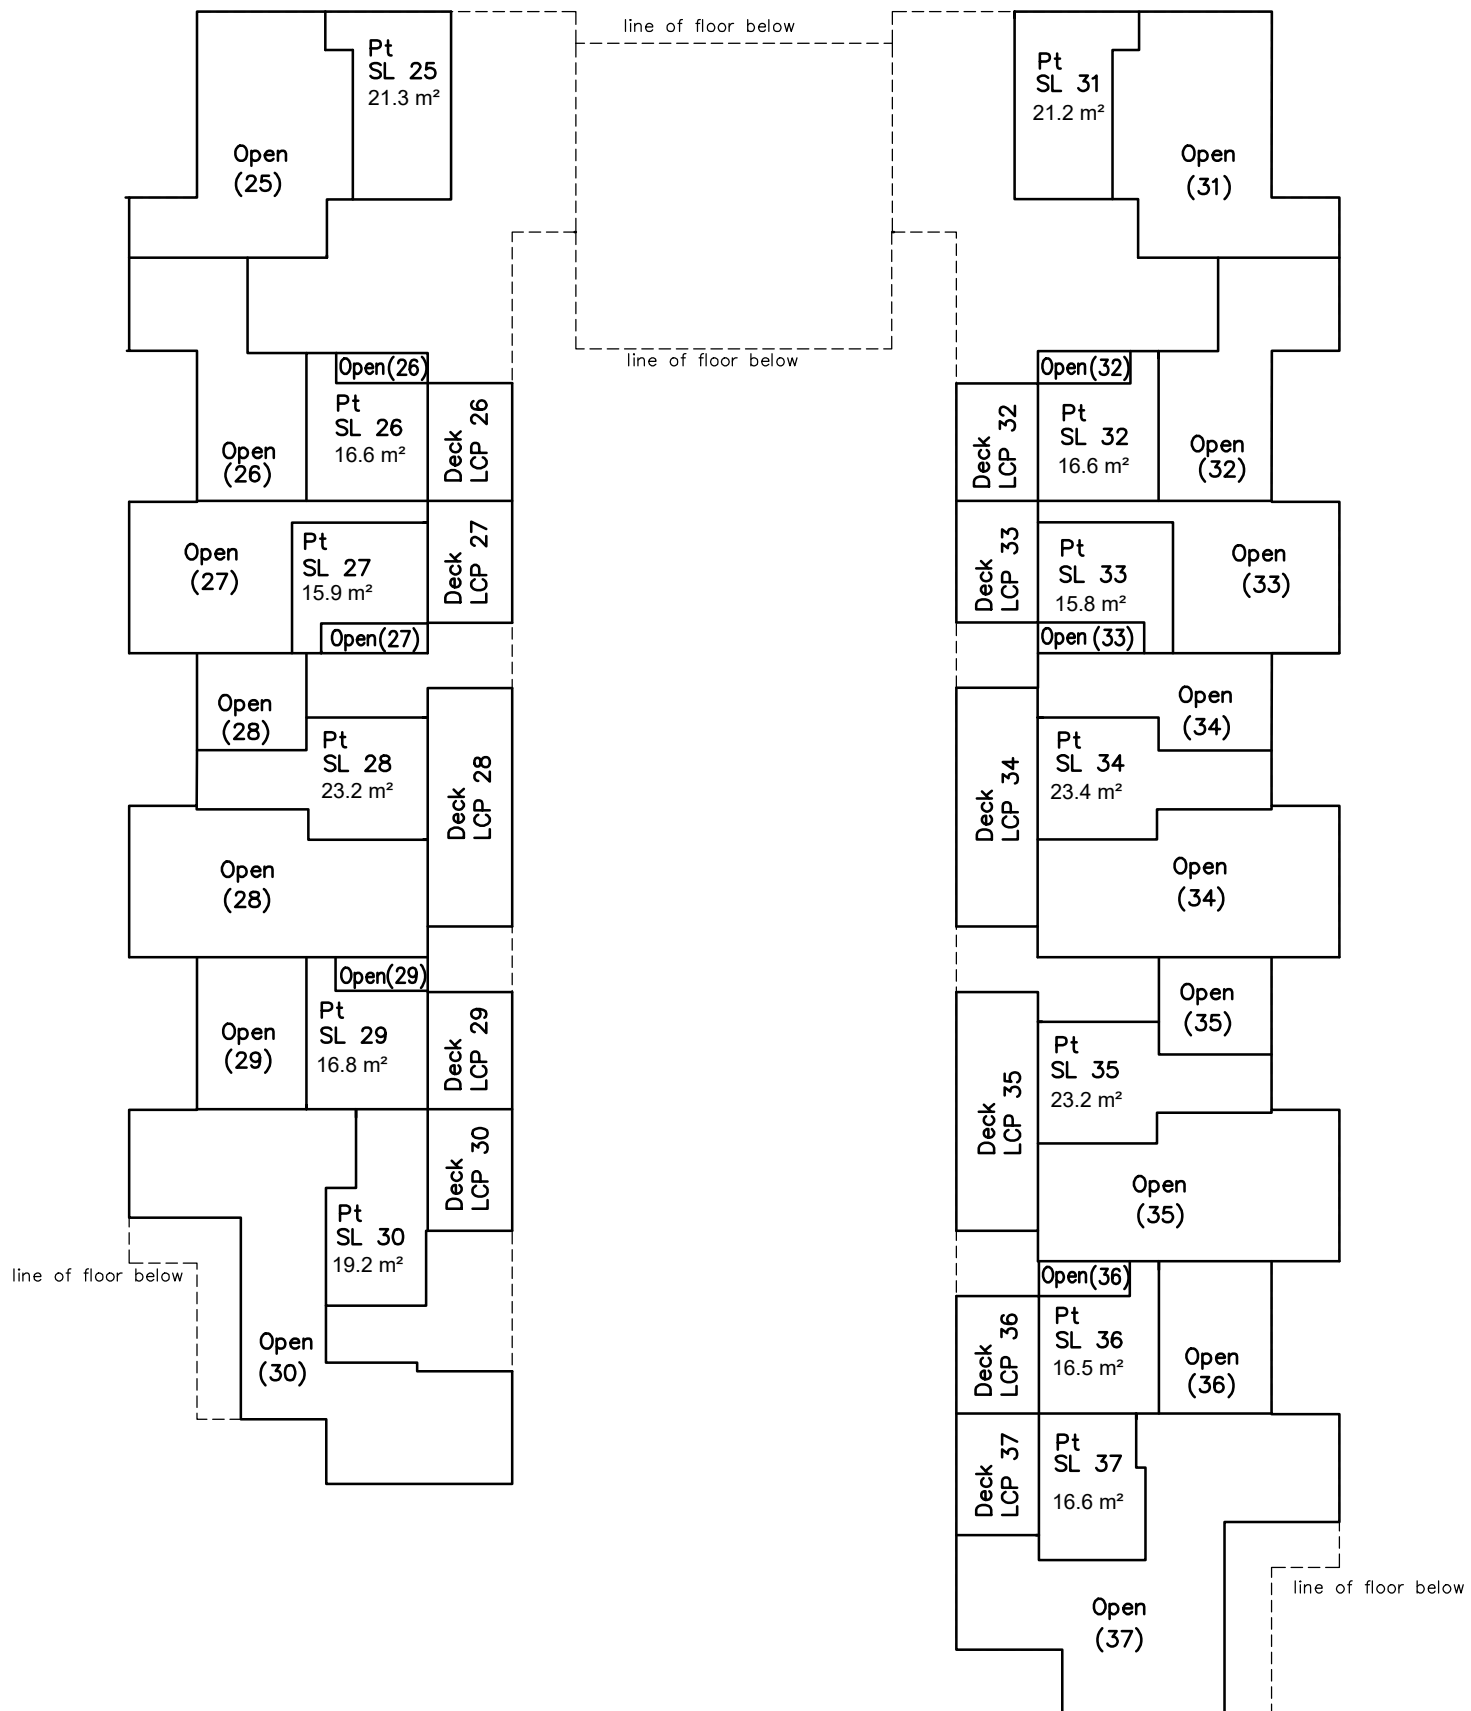 line of floor below
Pt
SL 25
21.3 m²
Open
(25)
Pt
SL 31
21.2 m²
Open
(31)
line of floor below
Open(26)
Pt
SL 26
16.6 m²
Open
(26)
Deck
LCP 26
Open(32)
Pt
SL 32
16.6 m²
Open
(32)
Deck
LCP 32
Open
(27)
Pt
SL 27
15.9 m²
Open(27)
Deck
LCP 27
Deck
LCP 33
Pt
SL 33
15.8 m²
Open (33)
Open
(33)
Open
(28)
Pt
SL 28
23.2 m²
Deck
LCP 28
Open
(28)
Deck
LCP 34
Pt
SL 34
23.4 m²
Open
(34)
Open
(34)
Open(29)
Pt
SL 29
16.8 m²
Open
(29)
Deck
LCP 29
Deck
LCP 35
Pt
SL 35
23.2 m²
Open
(35)
Open
(35)
Deck
LCP 30
Pt
SL 30
19.2 m²
line of floor below
Open
(30)
Open(36)
Deck
LCP 36
Pt
SL 36
16.5 m²
Open
(36)
Deck
LCP 37
Pt
SL 37
16.6 m²
line of floor below
Open
(37)